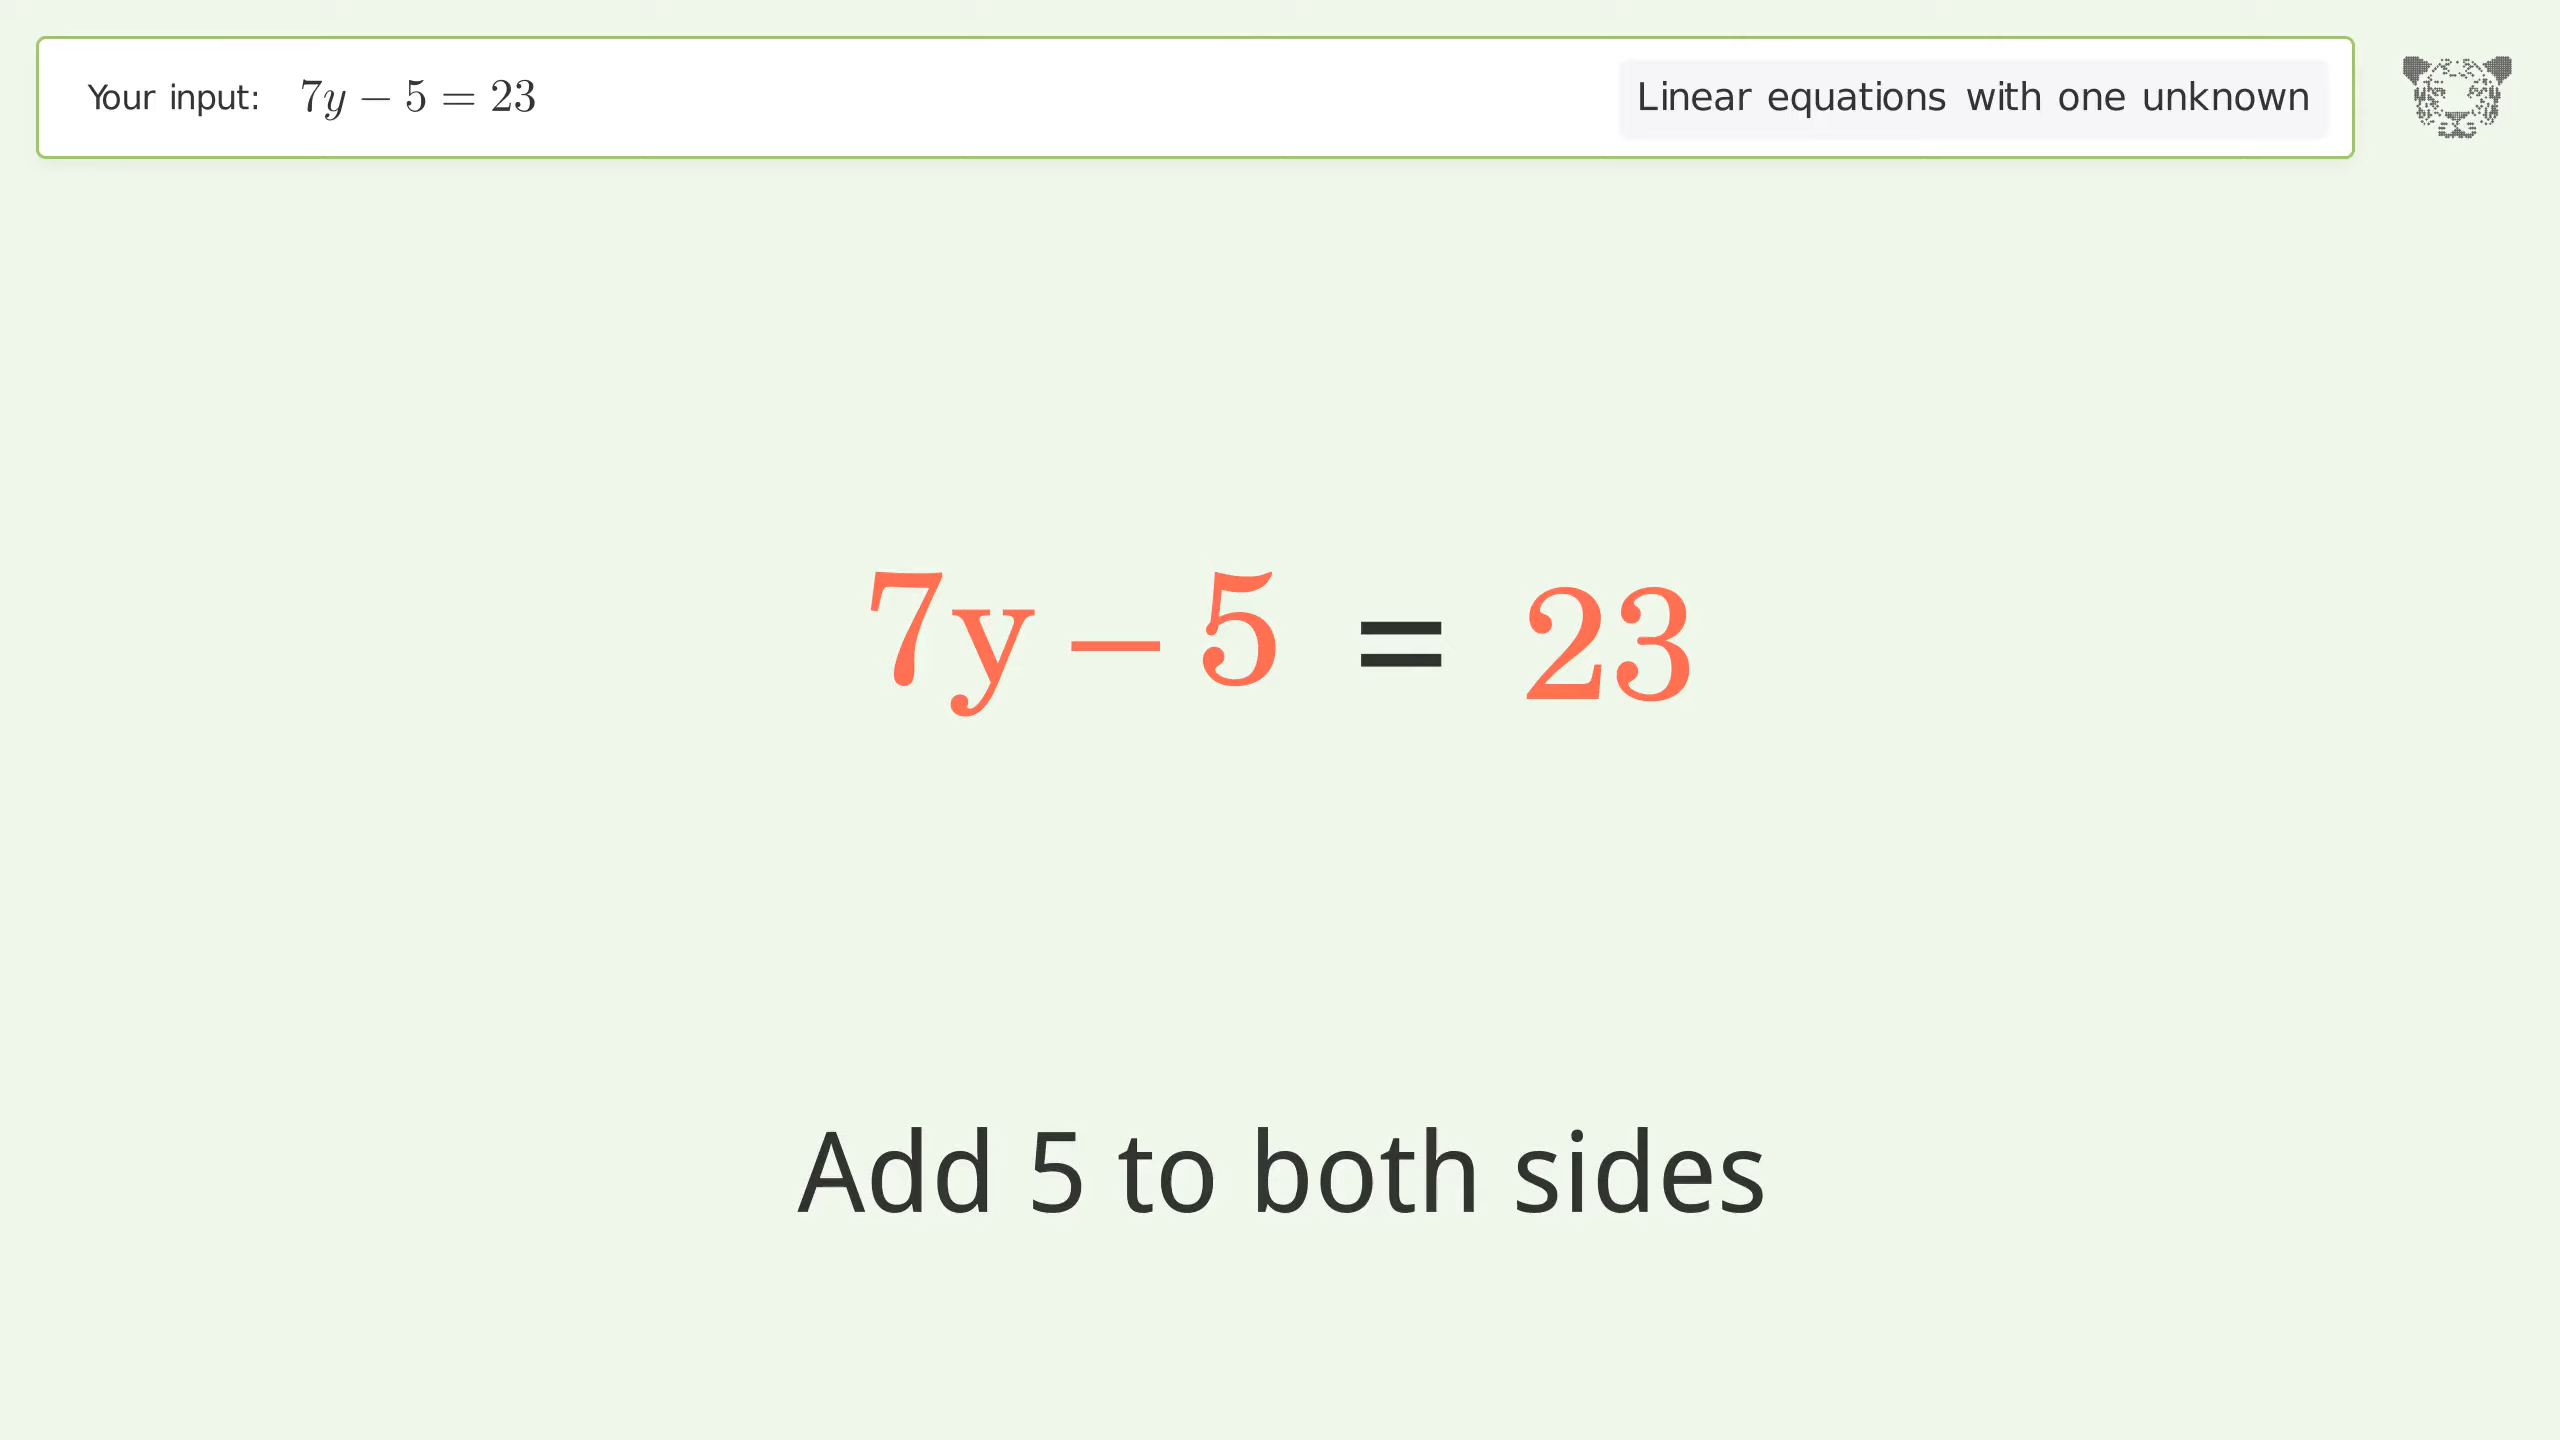 Your input: 7y − 5 = 23
Linear equations with one unknown
7y − 5 = 23
Add 5 to both sides